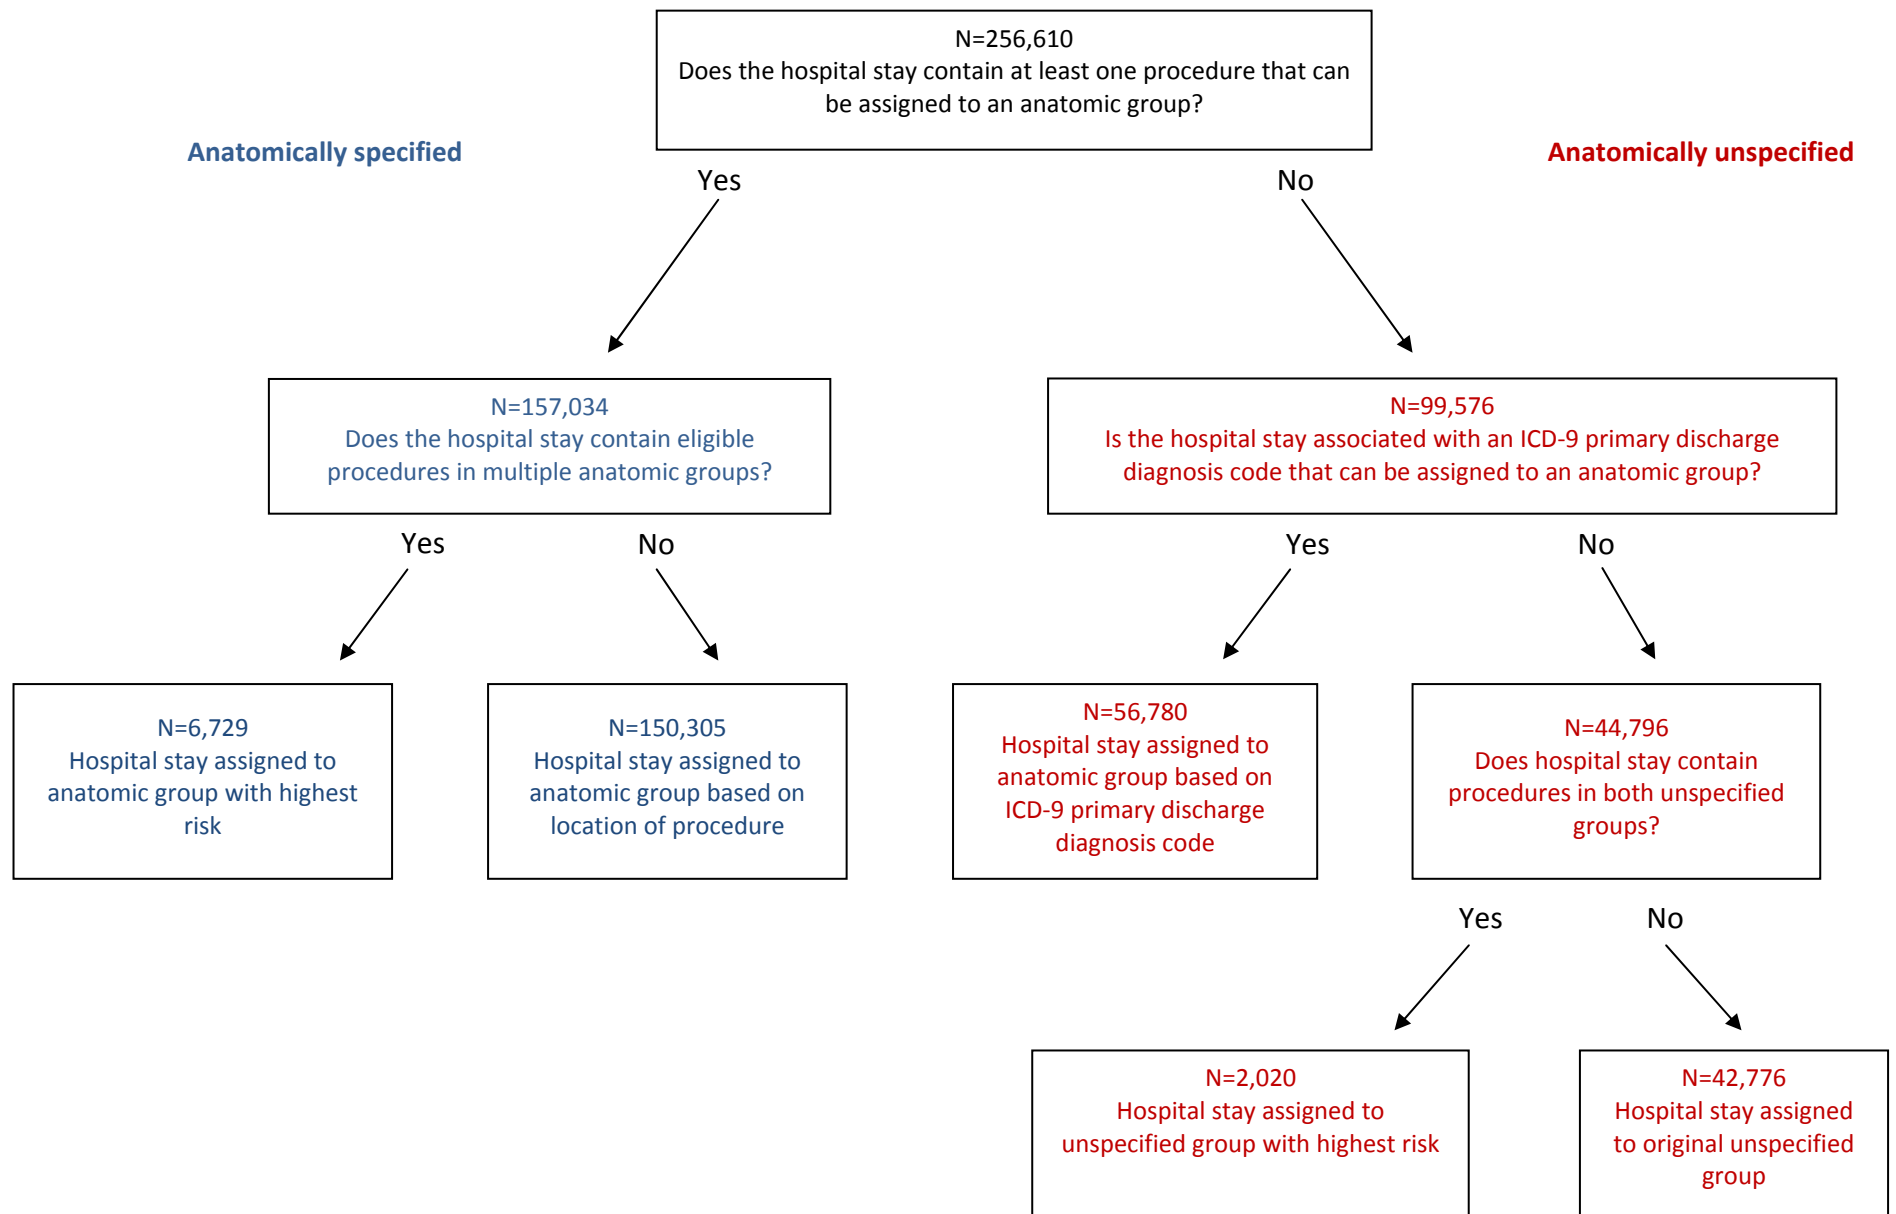 N=256,610
Does the hospital stay contain at least one procedure that can
be assigned to an anatomic group?
Anatomically specified
Anatomically unspecified
Yes
No
N=157,034
Does the hospital stay contain eligible
procedures in multiple anatomic groups?
N=99,576
Is the hospital stay associated with an ICD-9 primary discharge
diagnosis code that can be assigned to an anatomic group?
Yes
No
Yes
No
N=6,729
Hospital stay assigned to
anatomic group with highest
risk
N=150,305
Hospital stay assigned to
anatomic group based on
location of procedure
N=56,780
Hospital stay assigned to
anatomic group based on
ICD-9 primary discharge
diagnosis code
N=44,796
Does hospital stay contain
procedures in both unspecified
groups?
Yes
No
N=2,020
Hospital stay assigned to
unspecified group with highest risk
N=42,776
Hospital stay assigned
to original unspecified
group